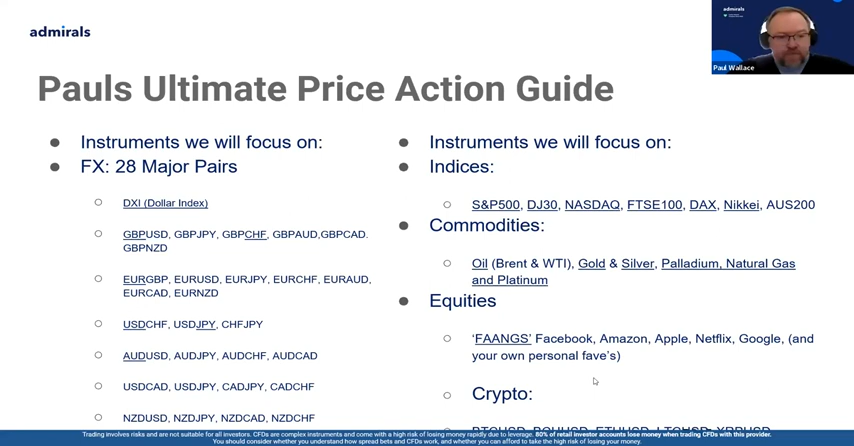 admirals
admirals
Paul Wallace
Pauls Ultimate Price Action Guide
Instruments we will focus on:
FX: 28 Major Pairs
DXI (Dollar Index)
GBPUSD, GBPJPY, GBPCHF, GBPAUD,GBPCAD.
GBPNZD
EURGBP, EURUSD, EURJPY, EURCHF, EURAUD,
EURCAD, EURNZD
USDCHF, USDJPY, CHFJPY
AUDUSD, AUDJPY, AUDCHF, AUDCAD
USDCAD, USDJPY, CADJPY, CADCHF
NZDUSD, NZDJPY, NZDCAD, NZDCHF
Instruments we will focus on:
Indices:
S&P500, DJ30, NASDAQ, FTSE100, DAX, Nikkei, AUS200
Commodities:
Oil (Brent & WTI), Gold & Silver, Palladium, Natural Gas
and Platinum
Equities
‘FAANGS’ Facebook, Amazon, Apple, Netflix, Google, (and
your own personal fave’s)
Crypto:
Trading involves risks and are not suitable for all investors. CFDs are complex instruments and come with a high risk of losing money rapidly due to leverage. 80% of retail investor accounts lose money when trading CFDs with this provider.
You should consider whether you understand how spread bets and CFDs work, and whether you can afford to take the high risk of losing your money.